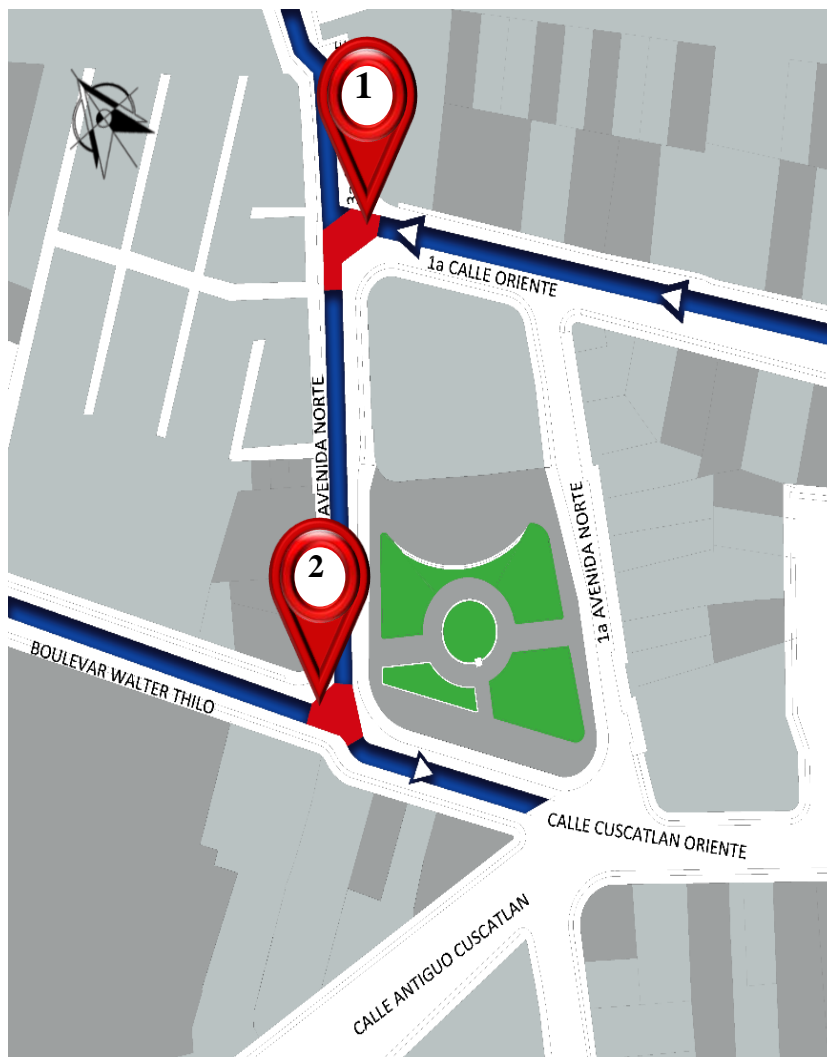 1
1a CALLE ORIENTE
AVENIDA NORTE
2
1a AVENIDA NORTE
BOULEVAR WALTER THILO
CALLE CUSCATLAN ORIENTE
CALLE ANTIGUO CUSCATLAN